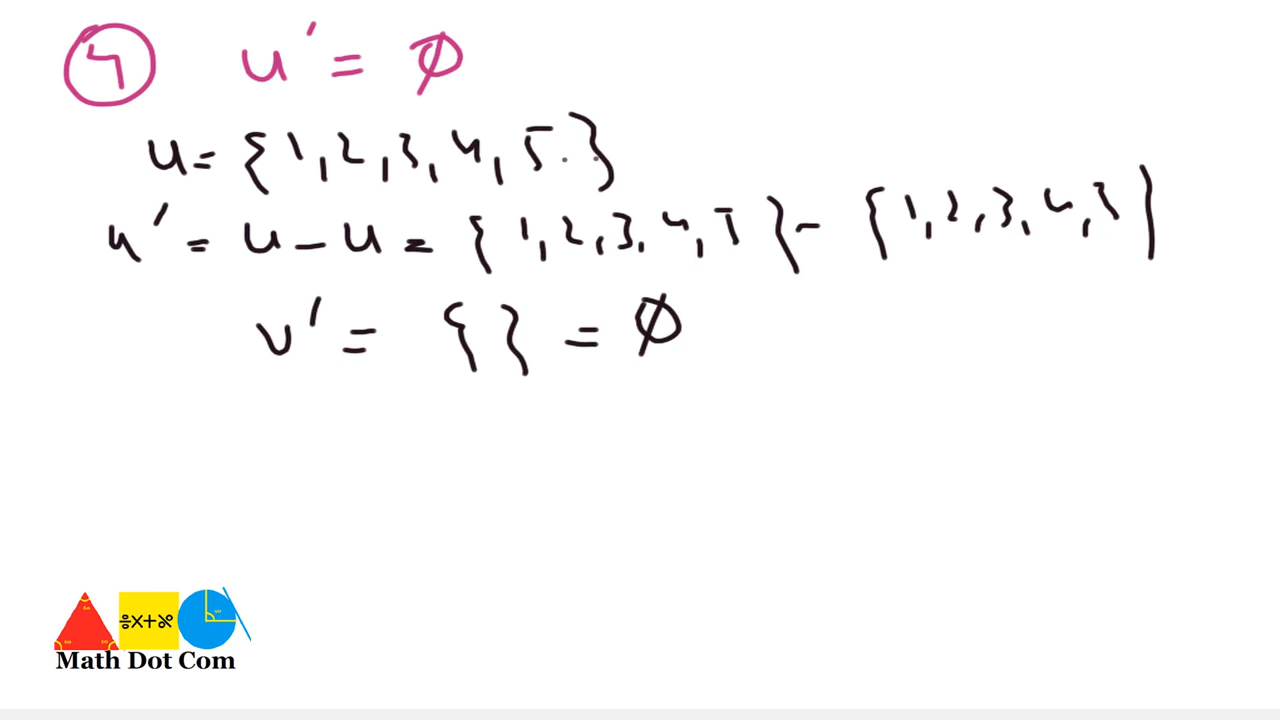 4 U' = ∅
U = {1, 2, 3, 4, 5}
U' = U - U = {1, 2, 3, 4, 5} - {1, 2, 3, 4, 5}
U' = { } = ∅
÷x+%
Math Dot Com